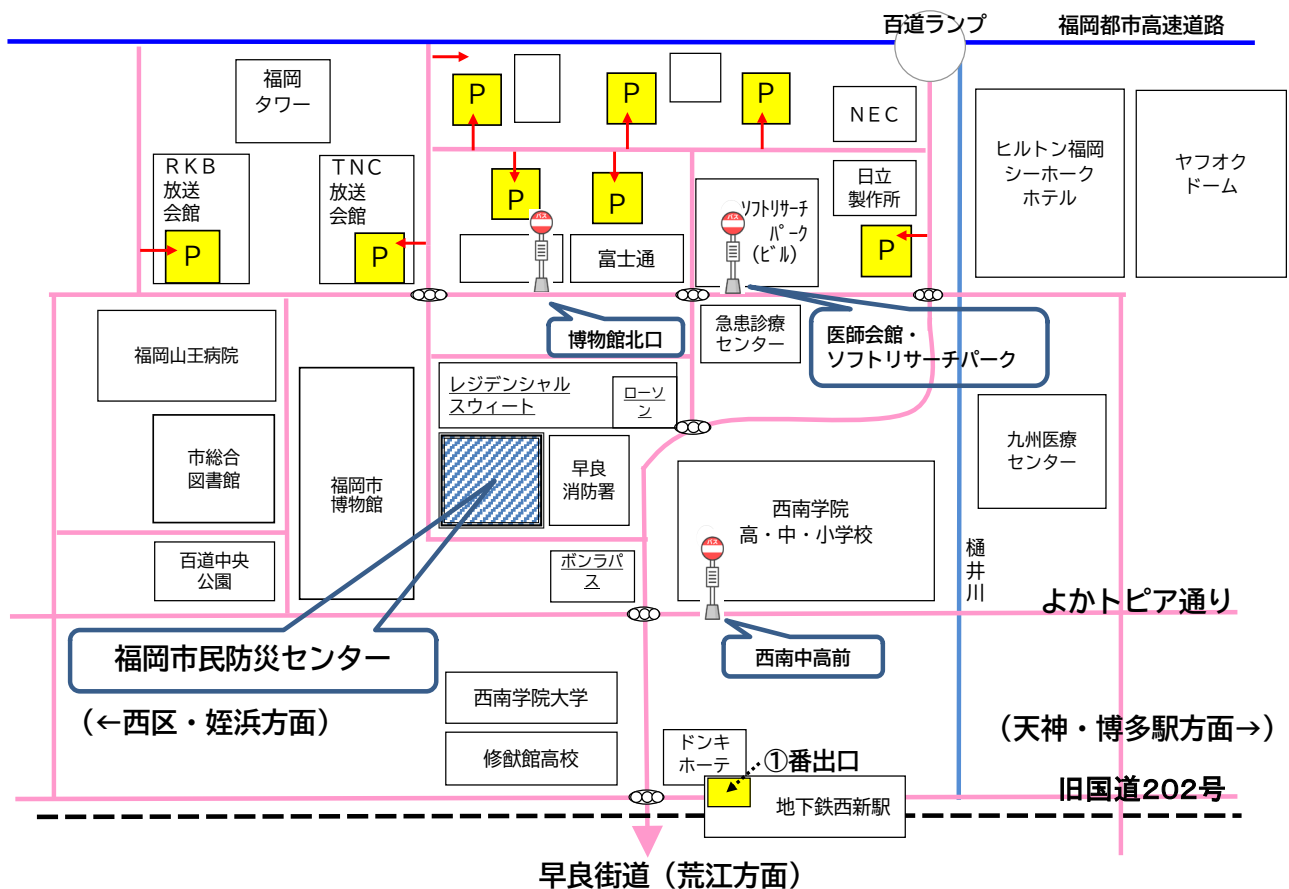 百道ランプ
福岡都市高速道路
福岡
タワー
P
P
P
NEC
ヒルトン福岡
シーホーク
ホテル
ヤフオク
ドーム
RKB
放送
会館
P
TNC
放送
会館
P
P
P
バス
バス
ソフトリサーチ
パーク
(ビル)
日立
製作所
P
富士通
博物館北口
急患診療
センター
医師会館・
ソフトリサーチパーク
福岡山王病院
レジデンシャル
スウィート
ローソ
ン
市総合
図書館
福岡市
博物館
早良
消防署
西南学院
高・中・小学校
九州医療
センター
百道中央
公園
ボンラパ
ス
バス
樋井川
よかトピア通り
福岡市民防災センター
西南中高前
(←西区・姪浜方面)
西南学院大学
(天神・博多駅方面→)
修猷館高校
ドンキ
ホーテ
①番出口
旧国道202号
地下鉄西新駅
早良街道(荒江方面)